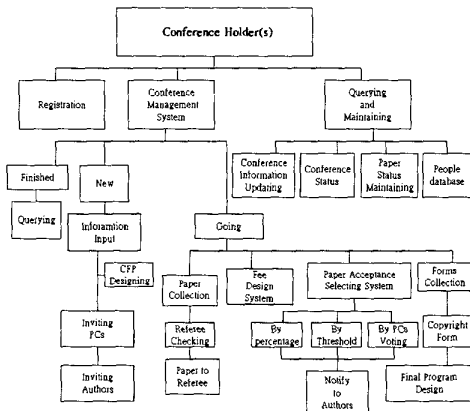 Conference Holder(s)
Registration
Conference
Management
System
Querying
and
Maintaining
Finished
New
Conference
Information
Updating
Conference
Status
Paper
Status
Maintaining
People
database
Querying
Inforamtion
Input
Going
CFP
Designing
Paper
Collection
Fee
Design
System
Paper Acceptance
Selecting System
Forms
Collection
Inviting
PCs
Referee
Checking
By
percentage
By
Threshold
By PCs
Voting
Copyright
Form
Inviting
Authors
Paper to
Referee
Notify
to
Authors
Final Program
Design